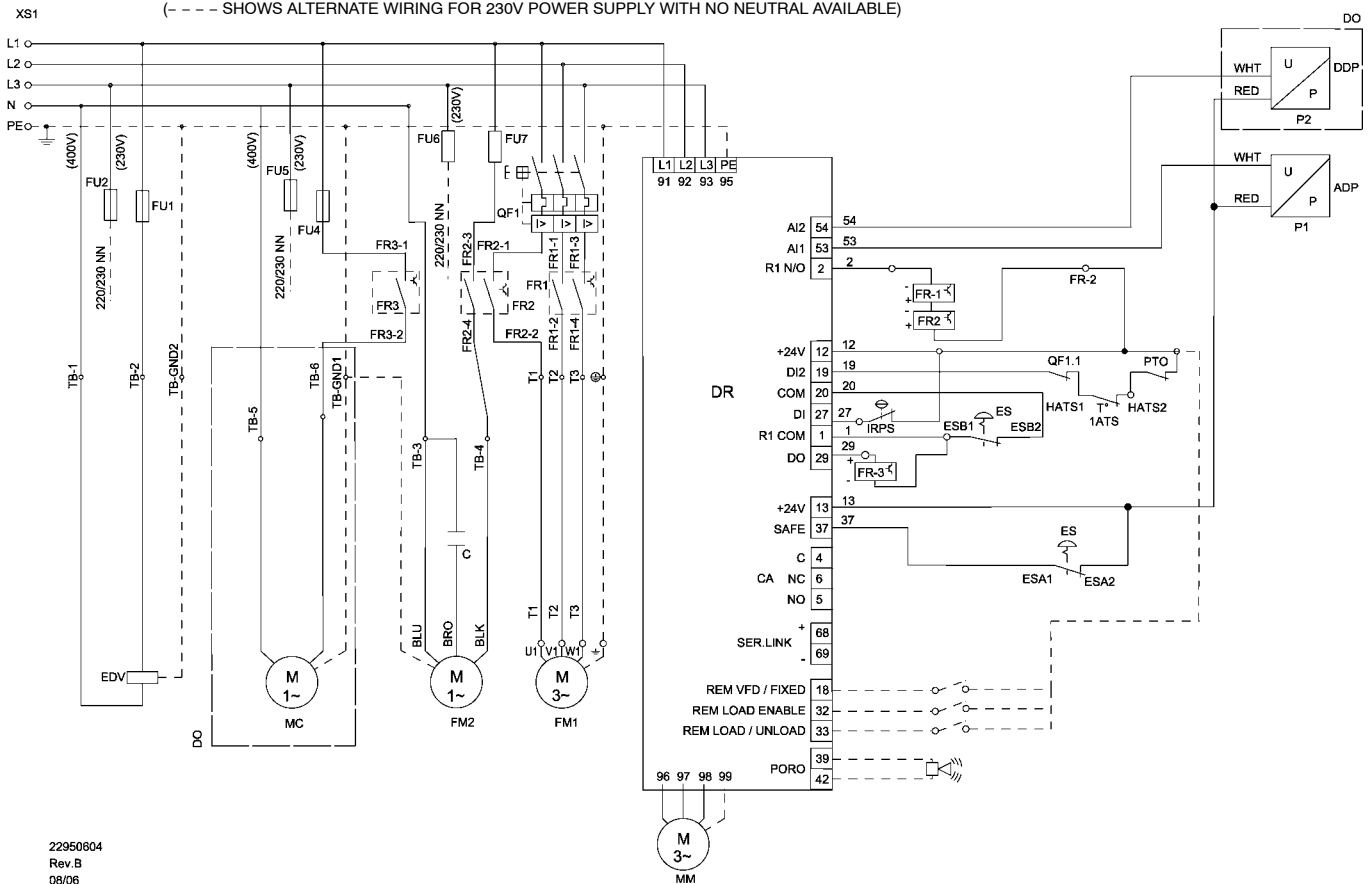 (---- SHOWS ALTERNATE WIRING FOR 230V POWER SUPPLY WITH NO NEUTRAL AVAILABLE)
XS1
L1
L2
L3
N
PE
(400V)
(230V)
FU2
FU1
220/230 NN
TB-1
TB-2
TB-GND2
EDV
(400V)
(230V)
FU5
FU4
220/230 NN
FR3-1
FR3
FR3-2
TB-5
TB-6
TB-GND1
M
1~
MC
DO
(230V)
FU6
FU7
220/230 NN
FR2-3
FR2-1
FR2
FR2-4
FR2-2
TB-3
TB-4
C
BLU
BRO
BLK
M
1~
FM2
QF1
I> I> I>
FR1-1
FR1-3
FR1
FR1-2
FR1-4
T1
T2
T3
T1
T2
T3
U1 V1 W1
M
3~
FM1
L1 L2 L3 PE
91 92 93 95
DR
AI2 54 54
AI1 53 53
R1 N/O 2 2
+24V 12 12
DI2 19 19
COM 20 20
DI 27 27
R1 COM 1 1
DO 29 29
+24V 13 13
SAFE 37 37
C 4
CA NC 6
NO 5
SER.LINK
+ 68
- 69
REM VFD / FIXED 18
REM LOAD ENABLE 32
REM LOAD / UNLOAD 33
PORO
39
42
96 97 98 99
M
3~
MM
- + FR-1
- + FR2
FR-2
QF1.1
PTO
HATS1
T°
1ATS
HATS2
IRPS
ESB1
ES
ESB2
+ - FR-3
ES
ESA1
ESA2
DO
WHT
RED
U
P
DDP
P2
WHT
RED
U
P
ADP
P1
22950604
Rev.B
08/06